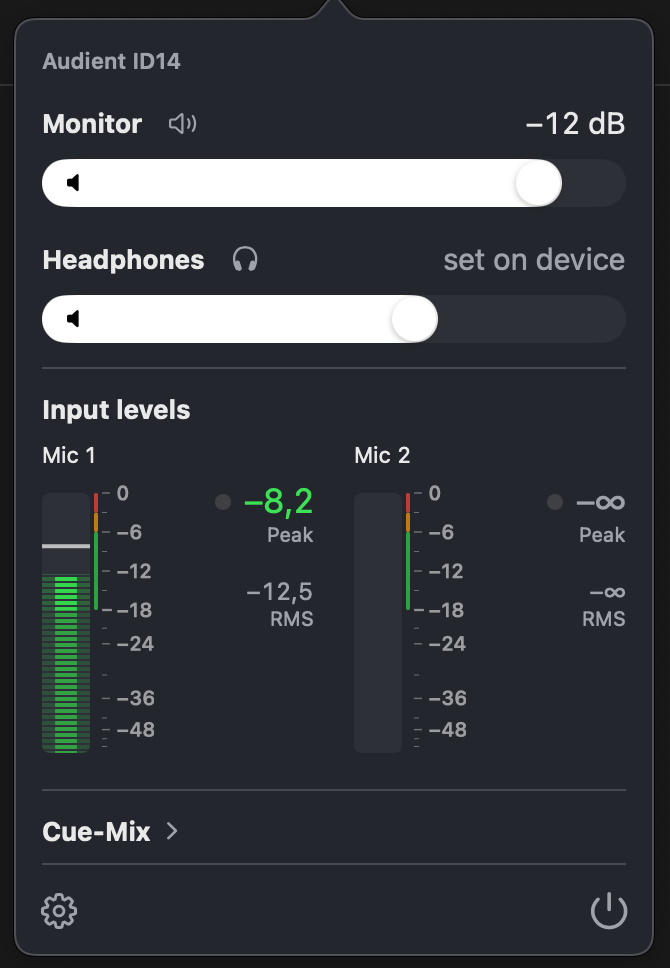 Audient ID14
Monitor –12 dB
Headphones set on device
Input levels
Mic 1
0
–6
–12
–18
–24
–36
–48
–8,2
Peak
–12,5
RMS
Mic 2
0
–6
–12
–18
–24
–36
–48
–∞
Peak
–∞
RMS
Cue-Mix